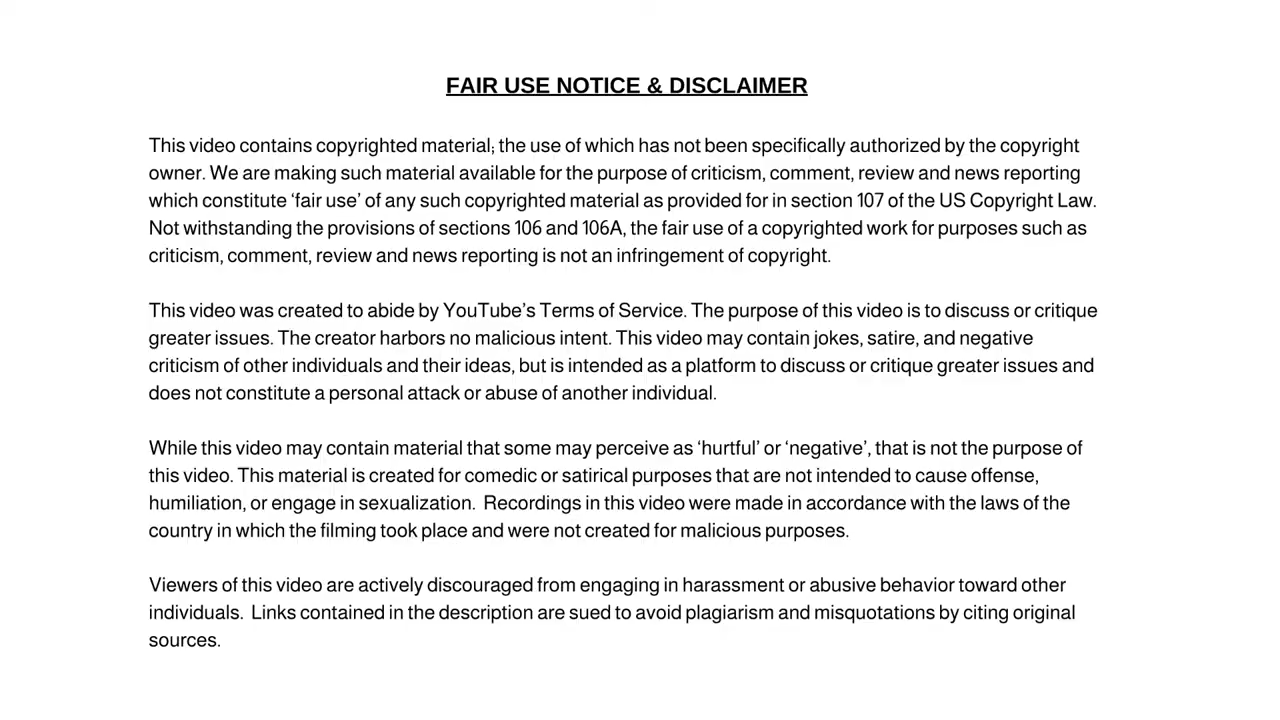 FAIR USE NOTICE & DISCLAIMER
This video contains copyrighted material; the use of which has not been specifically authorized by the copyright
owner. We are making such material available for the purpose of criticism, comment, review and news reporting
which constitute ‘fair use’ of any such copyrighted material as provided for in section 107 of the US Copyright Law.
Not withstanding the provisions of sections 106 and 106A, the fair use of a copyrighted work for purposes such as
criticism, comment, review and news reporting is not an infringement of copyright.
This video was created to abide by YouTube’s Terms of Service. The purpose of this video is to discuss or critique
greater issues. The creator harbors no malicious intent. This video may contain jokes, satire, and negative
criticism of other individuals and their ideas, but is intended as a platform to discuss or critique greater issues and
does not constitute a personal attack or abuse of another individual.
While this video may contain material that some may perceive as ‘hurtful’ or ‘negative’, that is not the purpose of
this video. This material is created for comedic or satirical purposes that are not intended to cause offense,
humiliation, or engage in sexualization. Recordings in this video were made in accordance with the laws of the
country in which the filming took place and were not created for malicious purposes.
Viewers of this video are actively discouraged from engaging in harassment or abusive behavior toward other
individuals. Links contained in the description are sued to avoid plagiarism and misquotations by citing original
sources.